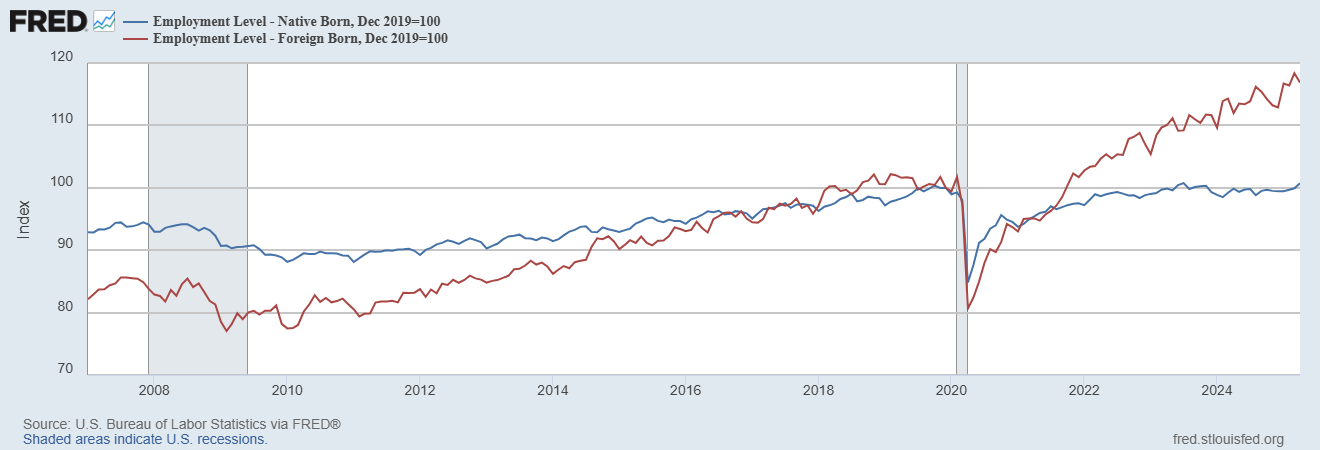 FRED®
Employment Level - Native Born, Dec 2019=100
Employment Level - Foreign Born, Dec 2019=100
120
110
100
90
80
70
Index
2008 2010 2012 2014 2016 2018 2020 2022 2024
Source: U.S. Bureau of Labor Statistics via FRED®
Shaded areas indicate U.S. recessions.
fred.stlouisfed.org